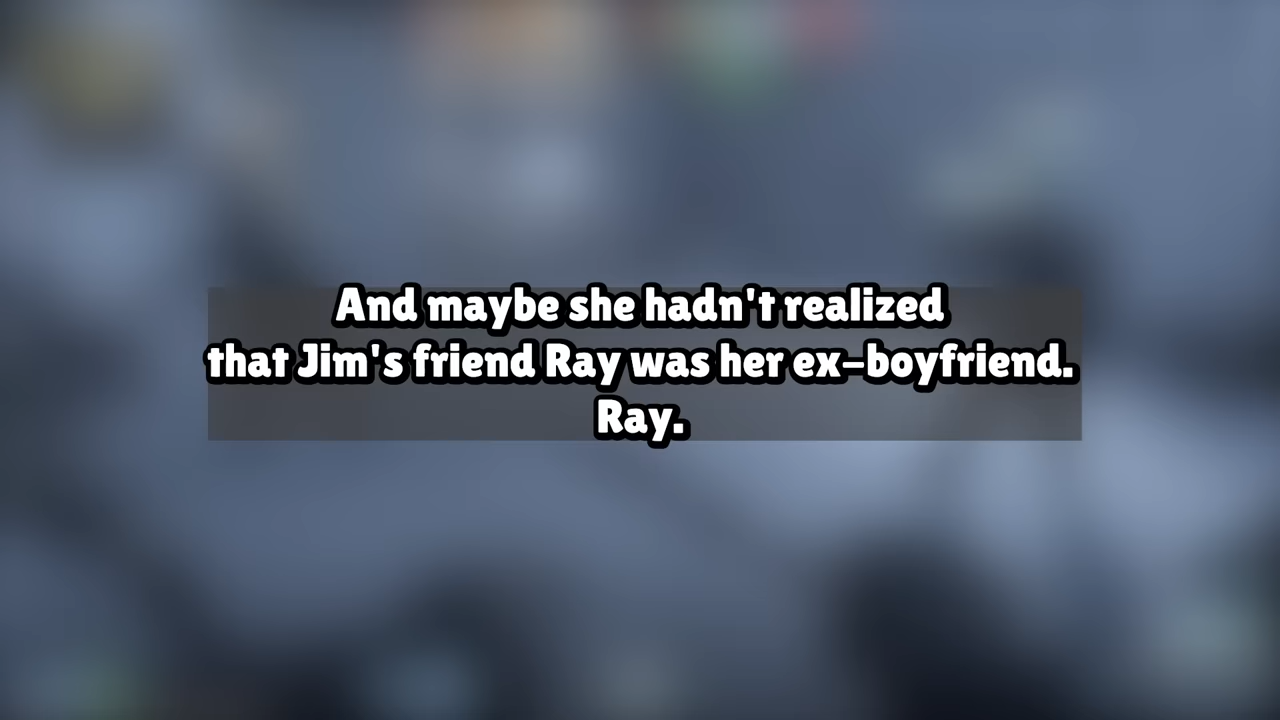 And maybe she hadn't realized
that Jim's friend Ray was her ex-boyfriend.
Ray.